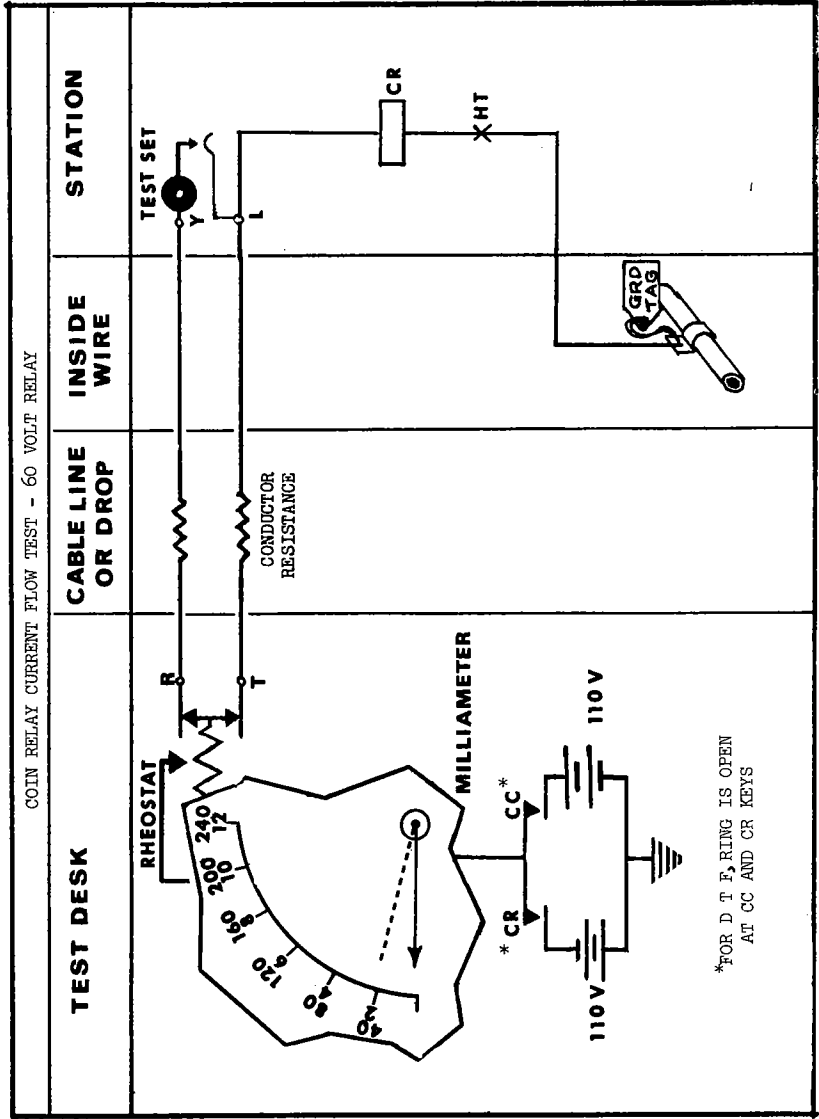 COIN RELAY CURRENT FLOW TEST - 60 VOLT RELAY
TEST DESK
CABLE LINE
OR DROP
INSIDE
WIRE
STATION
RHEOSTAT
240
12
200
10
160
8
120
6
80
4
40
2
R
T
MILLIAMETER
* CR
CC*
110 V
110 V
*FOR D T F, RING IS OPEN
AT CC AND CR KEYS
CONDUCTOR
RESISTANCE
GRD
TAG
TEST SET
Y
L
CR
HT